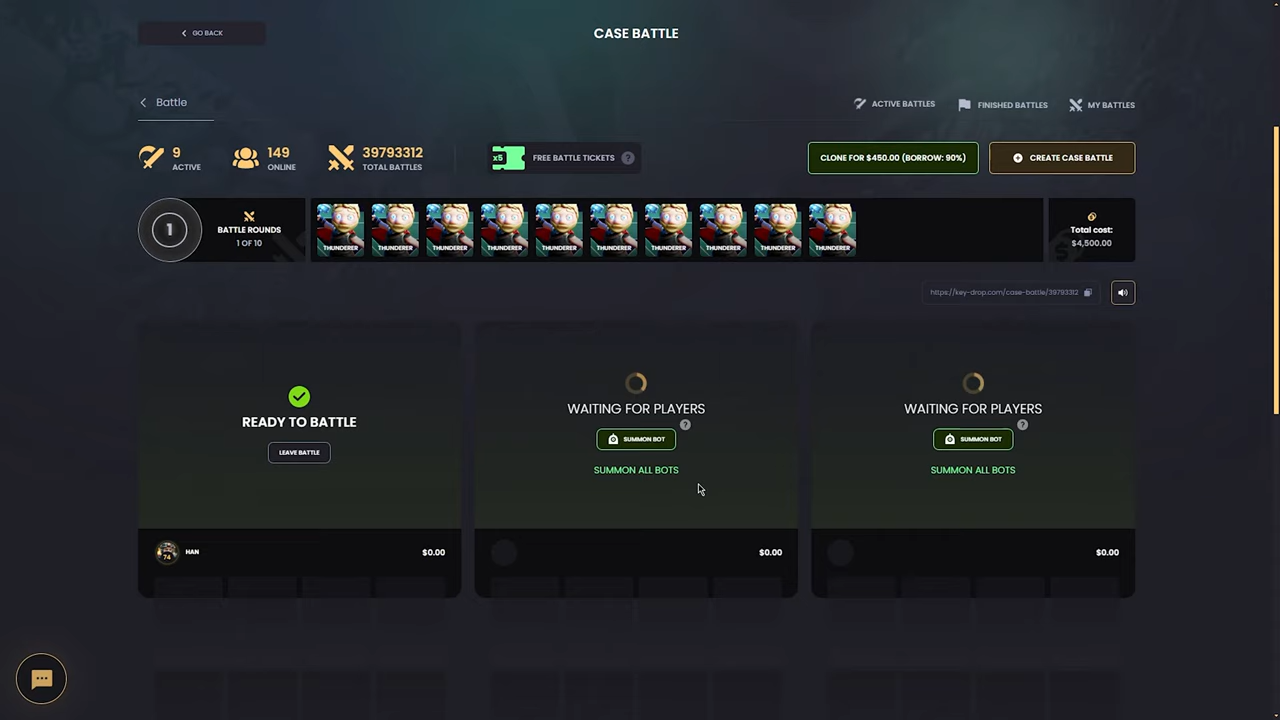 GO BACK
CASE BATTLE
Battle
ACTIVE BATTLES
FINISHED BATTLES
MY BATTLES
9
ACTIVE
149
ONLINE
39793312
TOTAL BATTLES
x5
FREE BATTLE TICKETS ?
CLONE FOR $450.00 (BORROW: 90%)
CREATE CASE BATTLE
1
BATTLE ROUNDS
1 OF 10
THUNDERER THUNDERER THUNDERER THUNDERER THUNDERER THUNDERER THUNDERER THUNDERER THUNDERER THUNDERER
Total cost:
$4,500.00
https://key-drop.com/case-battle/39793312
READY TO BATTLE
LEAVE BATTLE
HAN
74
$0.00
WAITING FOR PLAYERS
?
SUMMON BOT
SUMMON ALL BOTS
$0.00
WAITING FOR PLAYERS
?
SUMMON BOT
SUMMON ALL BOTS
$0.00